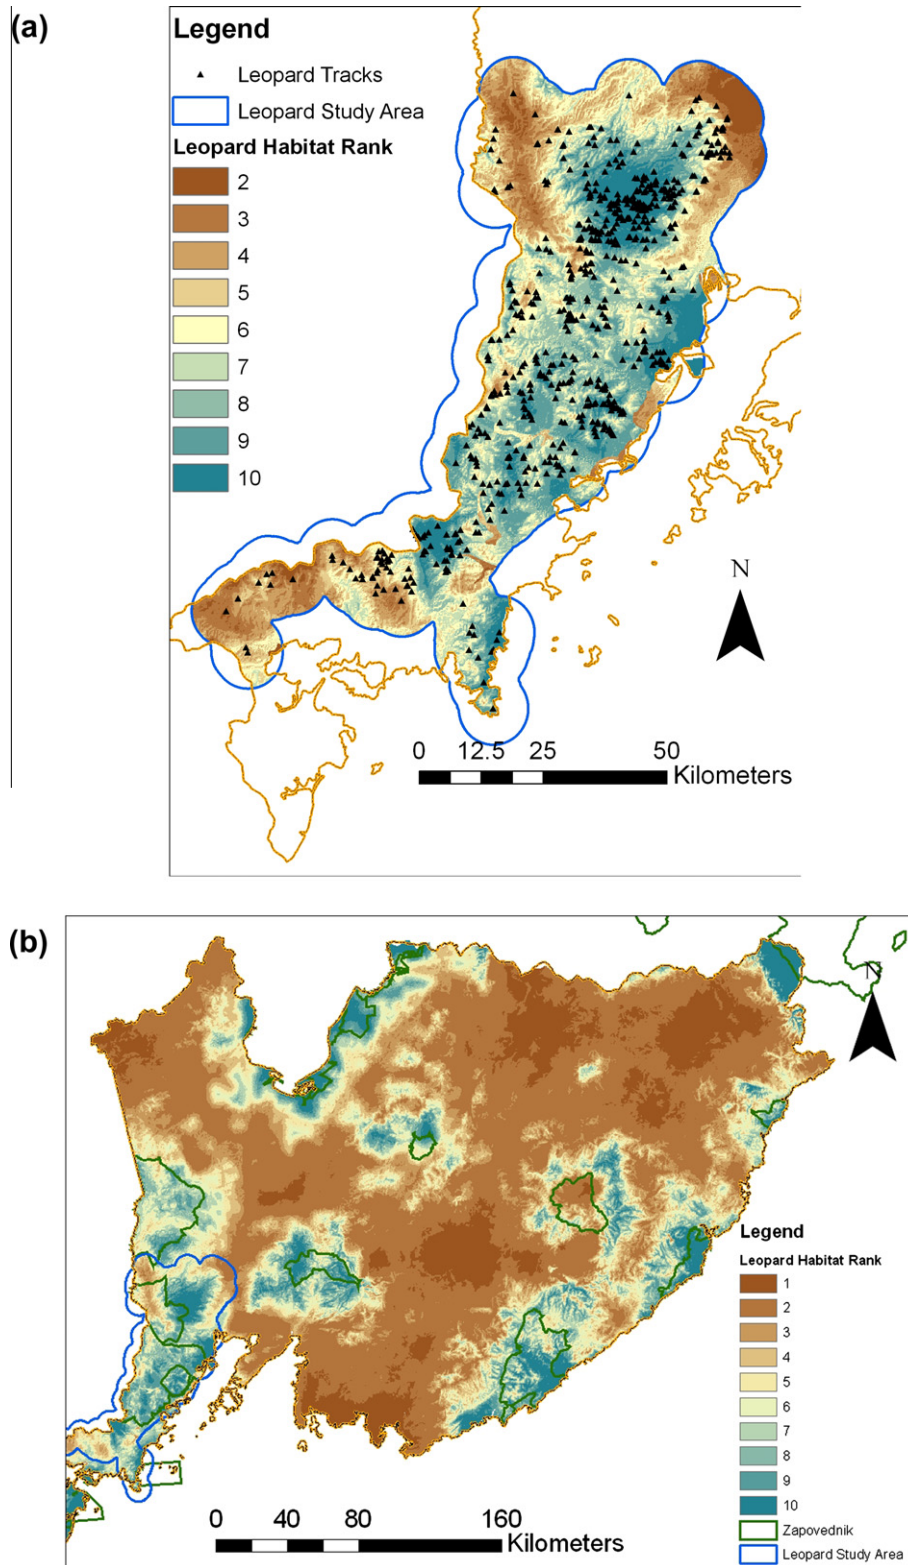 (a)
Legend
Leopard Tracks
Leopard Study Area
Leopard Habitat Rank
2
3
4
5
6
7
8
9
10
N
0 12.5 25 50
Kilometers
(b)
N
Legend
Leopard Habitat Rank
1
2
3
4
5
6
7
8
9
10
Zapovednik
Leopard Study Area
0 40 80 160
Kilometers